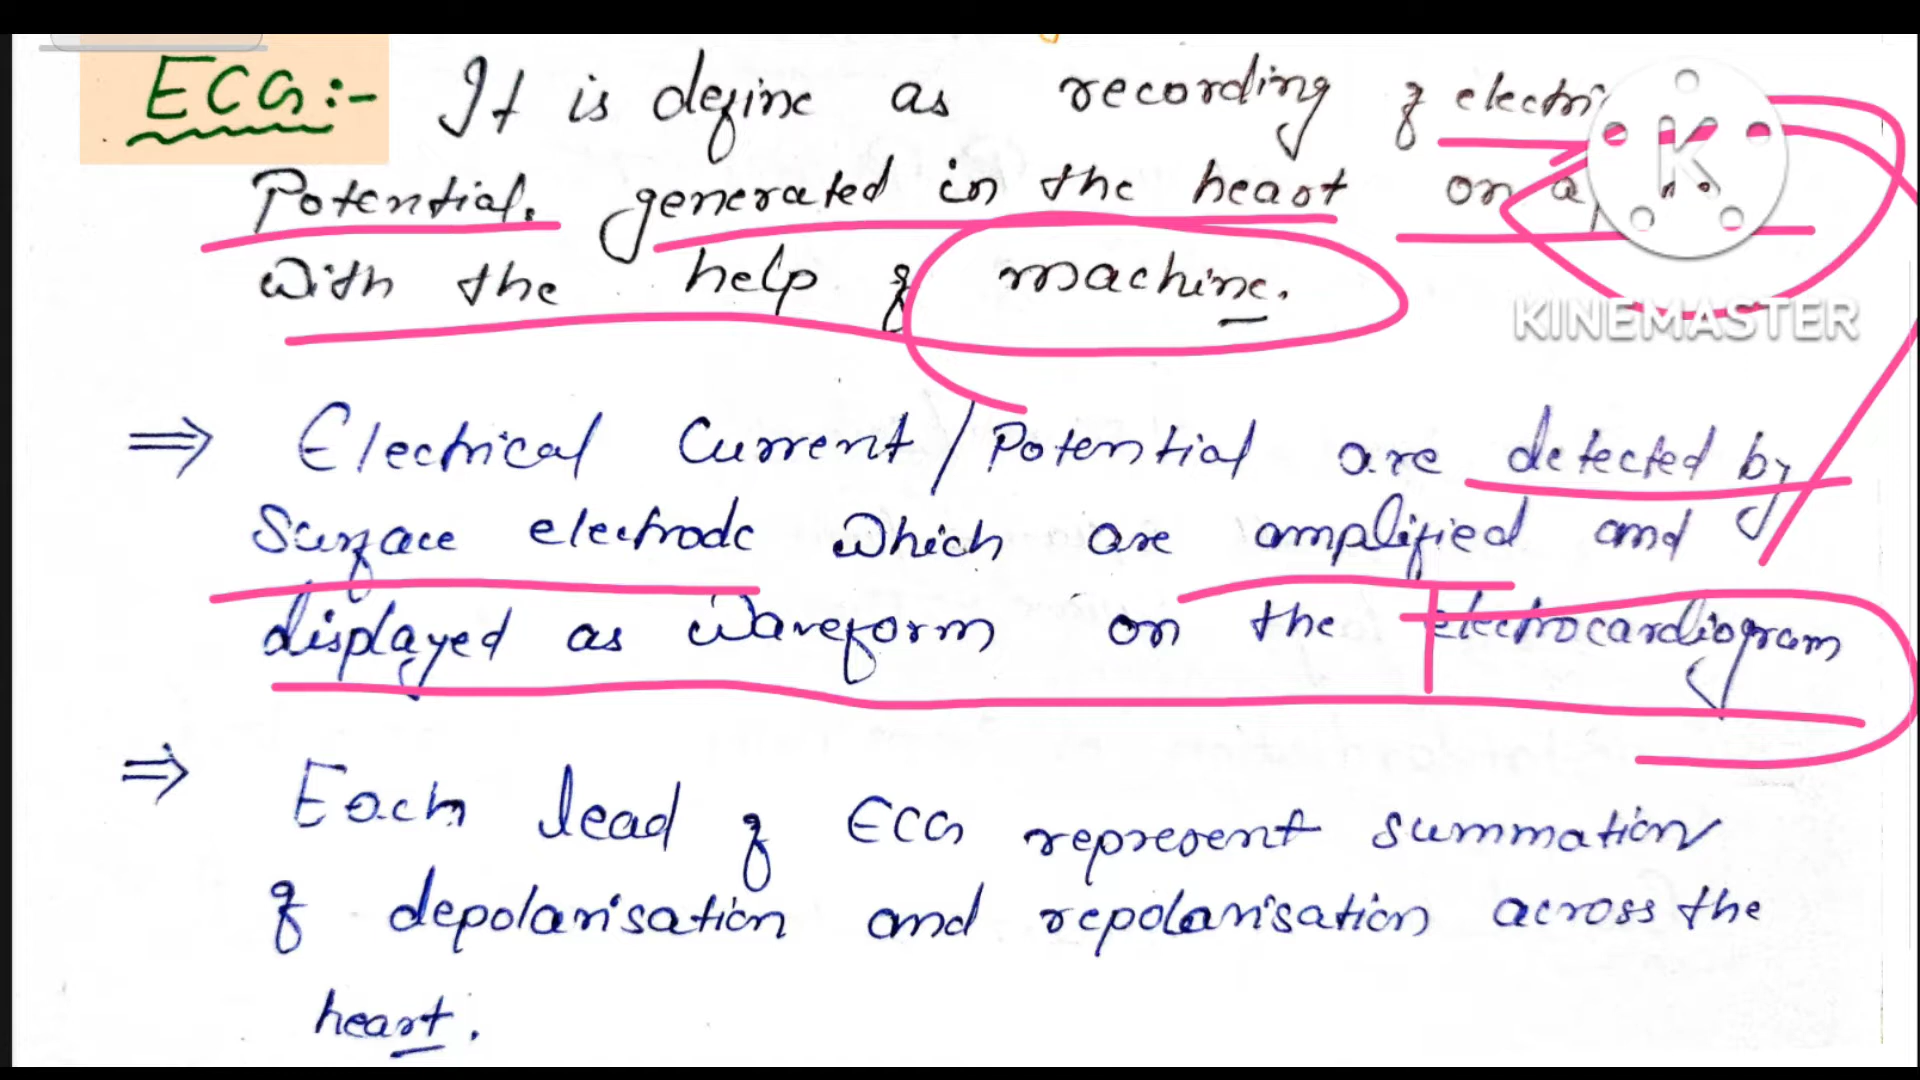 ECG:- It is define as recording of electri
Potential. generated in the heart on a
with the help of machine.
KINEMASTER
⇒ Electrical Current/Potential are detected by
Surface electrode which are amplified and
displayed as waveform on the electrocardiogram
⇒ Each lead of ECG represent summation
of depolarisation and repolarisation across the
heart.